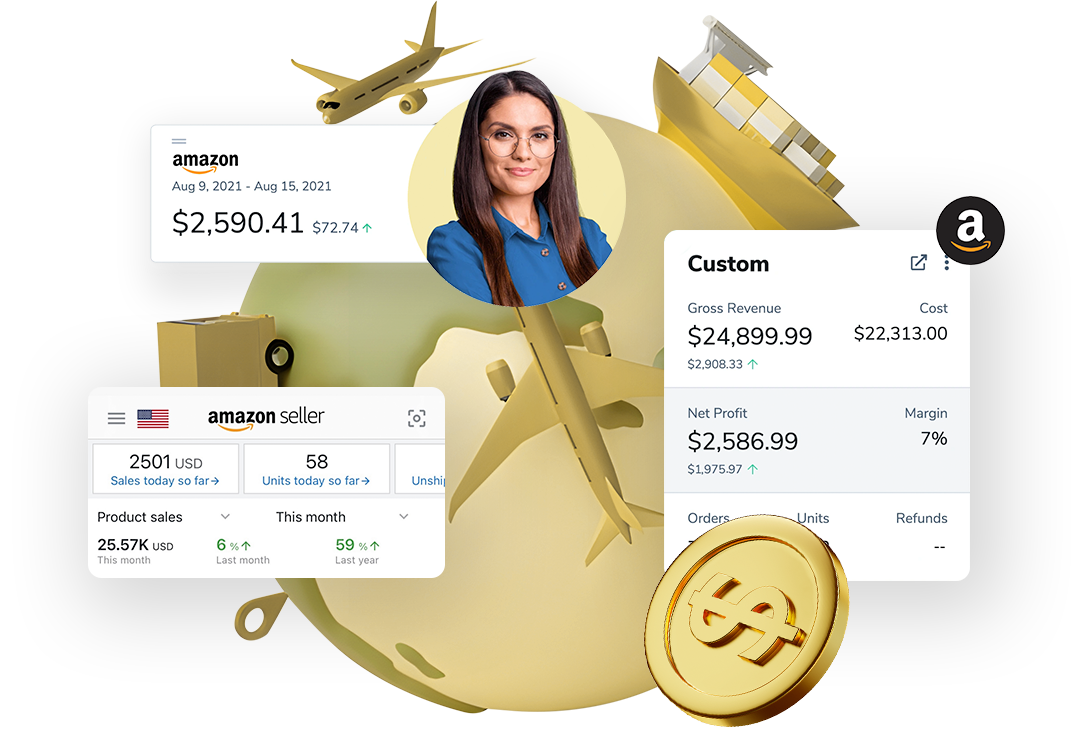 amazon
Aug 9, 2021 - Aug 15, 2021
$2,590.41 $72.74
a
Custom
Gross Revenue Cost
$24,899.99 $22,313.00
$2,908.33
Net Profit Margin
$2,586.99 7%
$1,975.97
Orders Units Refunds
--
amazon seller
2501 USD 58
Sales today so far→ Units today so far→
Product sales This month
25.57K USD 6 % 59 %
This month Last month Last year
$